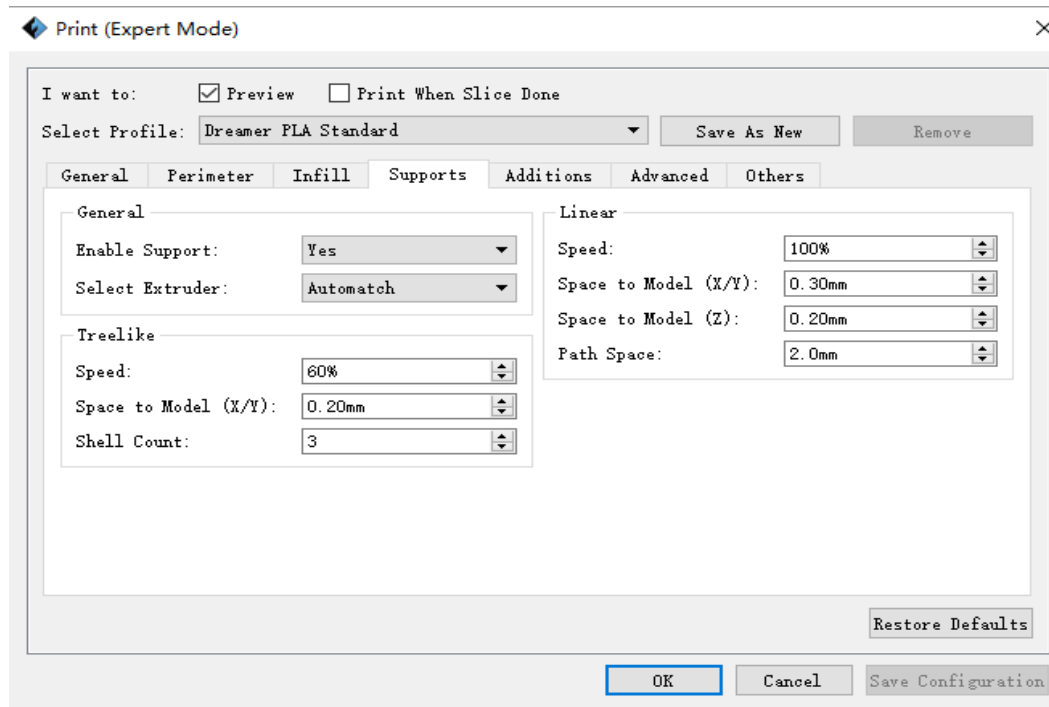 Print (Expert Mode)
I want to: Preview Print When Slice Done
Select Profile: Dreamer PLA Standard Save As New Remove
General Perimeter Infill Supports Additions Advanced Others
General
Enable Support: Yes
Select Extruder: Automatch
Treelike
Speed: 60%
Space to Model (X/Y): 0.20mm
Shell Count: 3
Linear
Speed: 100%
Space to Model (X/Y): 0.30mm
Space to Model (Z): 0.20mm
Path Space: 2.0mm
Restore Defaults
OK Cancel Save Configuration